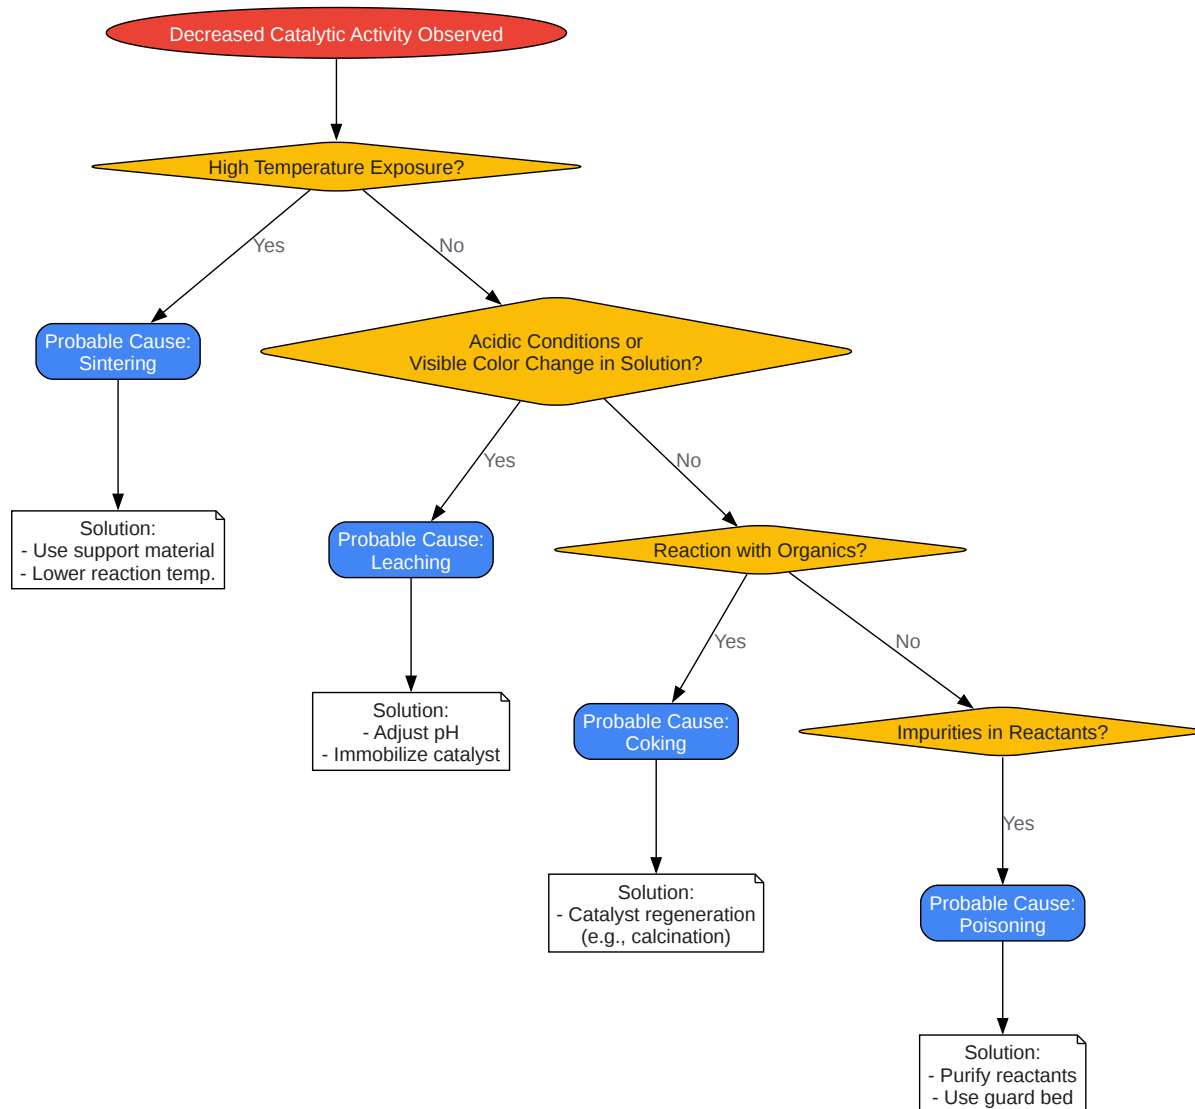 Decreased Catalytic Activity Observed
High Temperature Exposure?
Yes
No
Probable Cause:
Sintering
Acidic Conditions or
Visible Color Change in Solution?
Yes
No
Solution:
- Use support material
- Lower reaction temp.
Probable Cause:
Leaching
Reaction with Organics?
Yes
No
Solution:
- Adjust pH
- Immobilize catalyst
Probable Cause:
Coking
Impurities in Reactants?
Yes
Solution:
- Catalyst regeneration
(e.g., calcination)
Probable Cause:
Poisoning
Solution:
- Purify reactants
- Use guard bed